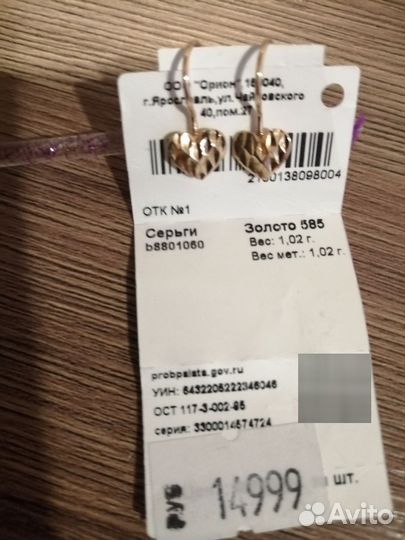 ООО "Орион" 150040,
г.Ярославль,ул.Чайковского
40,пом.27
2100138098004
ОТК №1
Серьги Золото 585
b8801060 Вес: 1,02 г.
Вес мет.: 1,02 г.
probpalata.gov.ru
УИН: 6432206222346046
ОСТ 117-3-002-95
серия: 3300014674724
РУБ 14999 за шт.
Avito